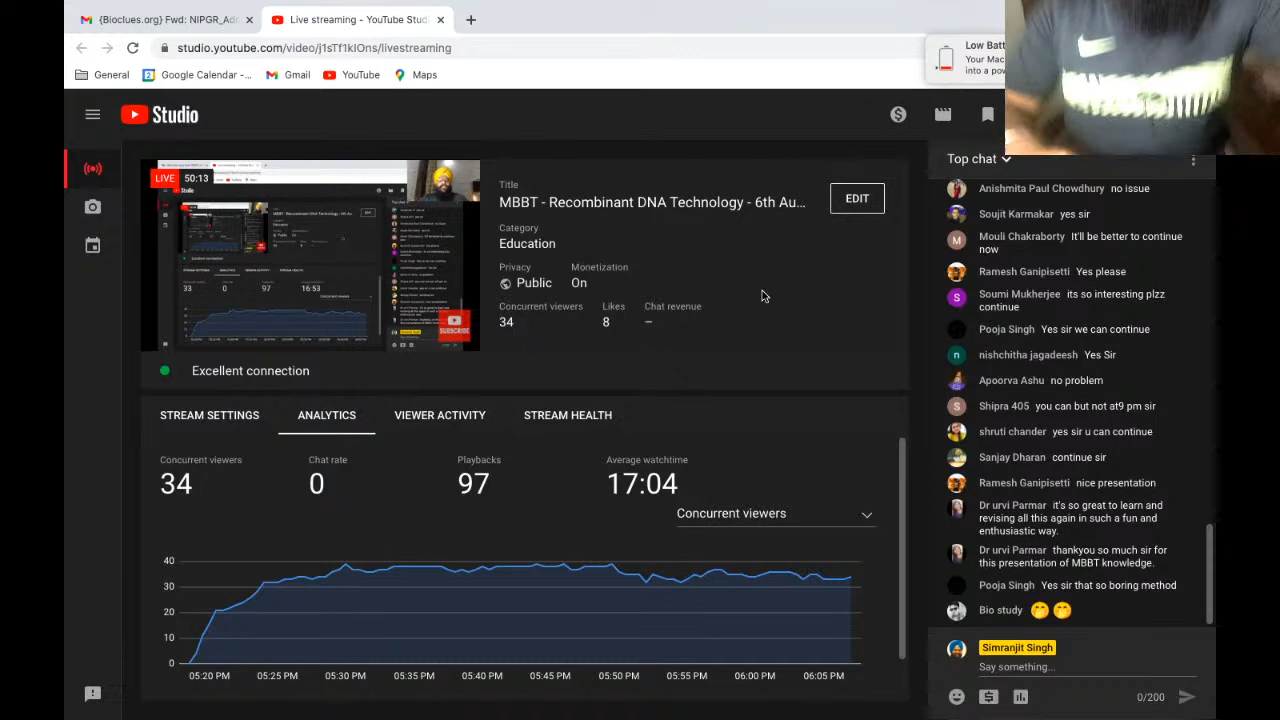 {Bioclues.org} Fwd: NIPGR_Adr
Live streaming - YouTube Studi
studio.youtube.com/video/j1sTf1kIOns/livestreaming
General
Google Calendar -...
Gmail
YouTube
Maps
Low Batt
Your Mac
into a pow
Studio
LIVE 50:13
SUBSCRIBE
Title
MBBT - Recombinant DNA Technology - 6th Au...
EDIT
Category
Education
Privacy
Public
Monetization
On
Concurrent viewers
34
Likes
8
Chat revenue
–
Excellent connection
STREAM SETTINGS
ANALYTICS
VIEWER ACTIVITY
STREAM HEALTH
Concurrent viewers
34
Chat rate
0
Playbacks
97
Average watchtime
17:04
Concurrent viewers
40
30
20
10
0
05:20 PM 05:25 PM 05:30 PM 05:35 PM 05:40 PM 05:45 PM 05:50 PM 05:55 PM 06:00 PM 06:05 PM
Top chat
Anishmita Paul Chowdhury no issue
Soujit Karmakar yes sir
Mouli Chakraborty It'll be better to continue
now
Ramesh Ganipisetti Yes please
Soumi Mukherjee its so interesting plzz
continue
Pooja Singh Yes sir we can continue
nishchitha jagadeesh Yes Sir
Apoorva Ashu no problem
Shipra 405 you can but not at9 pm sir
shruti chander yes sir u can continue
Sanjay Dharan continue sir
Ramesh Ganipisetti nice presentation
Dr urvi Parmar it's so great to learn and
revising all this again in such a fun and
enthusiastic way.
Dr urvi Parmar thankyou so much sir for
this presentation of MBBT knowledge.
Pooja Singh Yes sir that so boring method
Bio study 🤭🤭
Simranjit Singh
Say something...
0/200